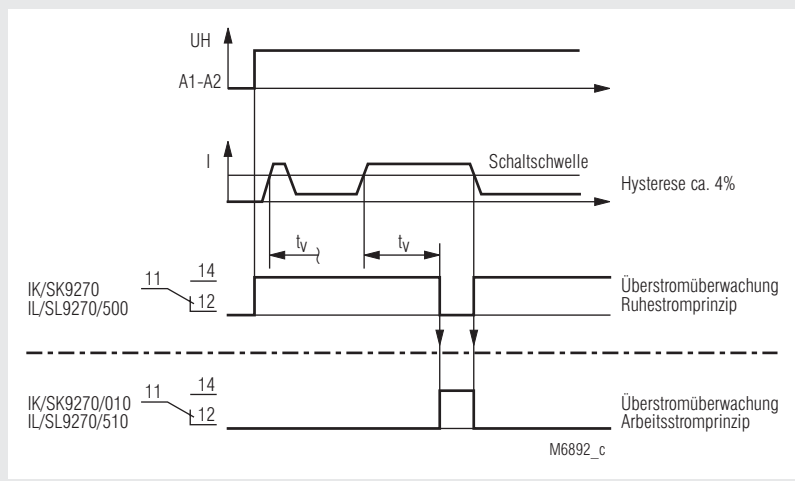 UH
A1-A2
I
Schaltschwelle
Hysterese ca. 4%
tv
tv
IK/SK9270
IL/SL9270/500
11
14
12
Überstromüberwachung
Ruhestromprinzip
IK/SK9270/010
IL/SL9270/510
11
14
12
Überstromüberwachung
Arbeitsstromprinzip
M6892_c